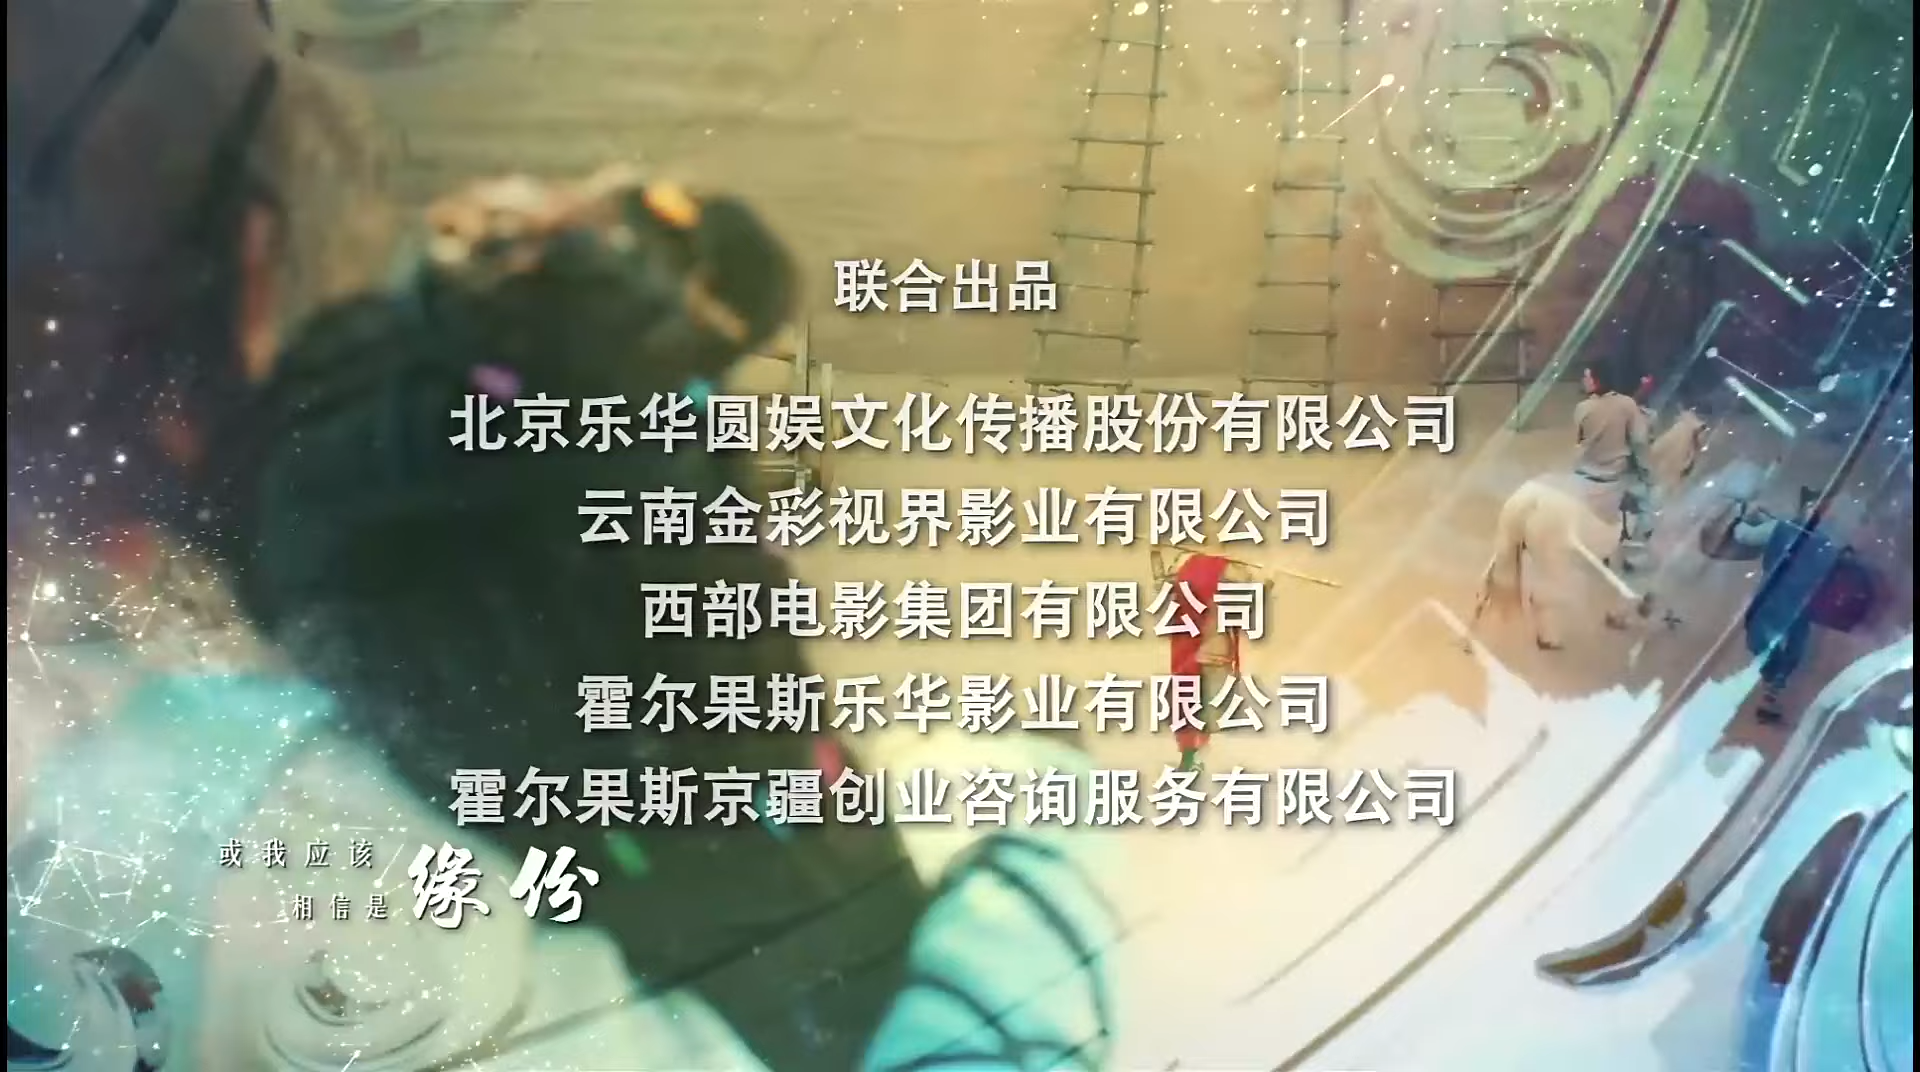 联合出品
北京乐华圆娱文化传播股份有限公司
云南金彩视界影业有限公司
西部电影集团有限公司
霍尔果斯乐华影业有限公司
霍尔果斯京疆创业咨询服务有限公司
或我应该
相信是缘份